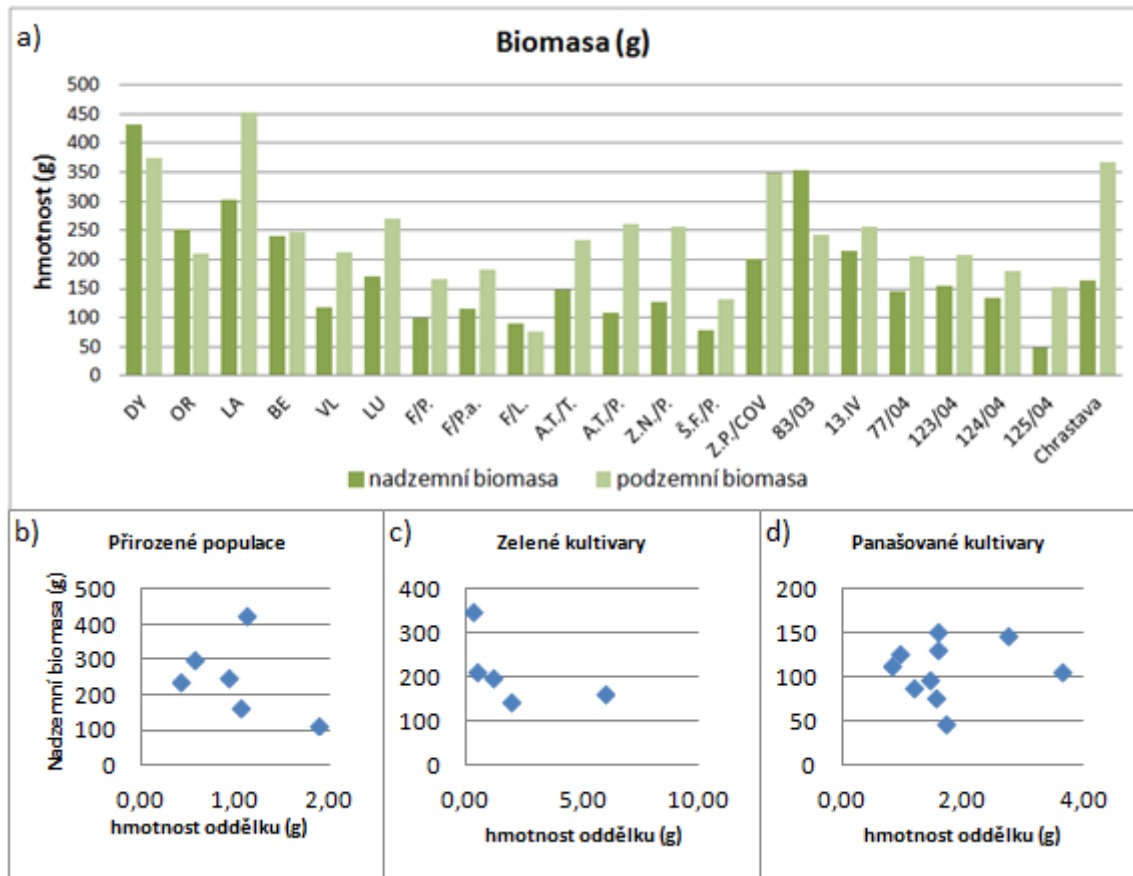 a)
Biomasa (g)
hmotnost (g)
500
450
400
350
300
250
200
150
100
50
0
DY OR LA BE VL LU F/P. F/P.a. F/L. A.T./T. A.T./P. Z.N./P. Š.F./P. Z.P./COV 83/03 13.IV 77/04 123/04 124/04 125/04 Chrastava
nadzemní biomasa podzemní biomasa
b)
Přirozené populace
Nadzemní biomasa (g)
500
400
300
200
100
0
0,00 1,00 2,00
hmotnost oddělku (g)
c)
Zelené kultivary
400
300
200
100
0
0,00 5,00 10,00
hmotnost oddělku (g)
d)
Panašované kultivary
200
150
100
50
0
0,00 2,00 4,00
hmotnost oddělku (g)